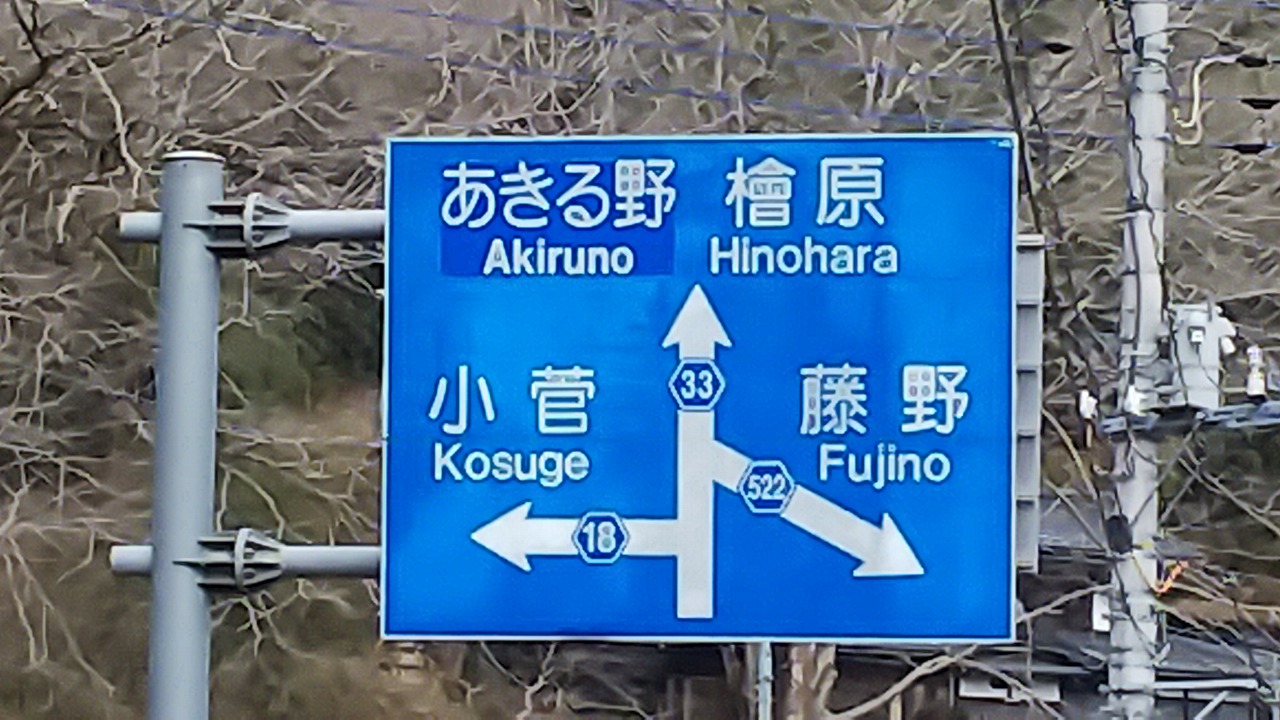 あきる野 檜原
Akiruno Hinohara
33
小菅 藤野
Kosuge Fujino
522
18